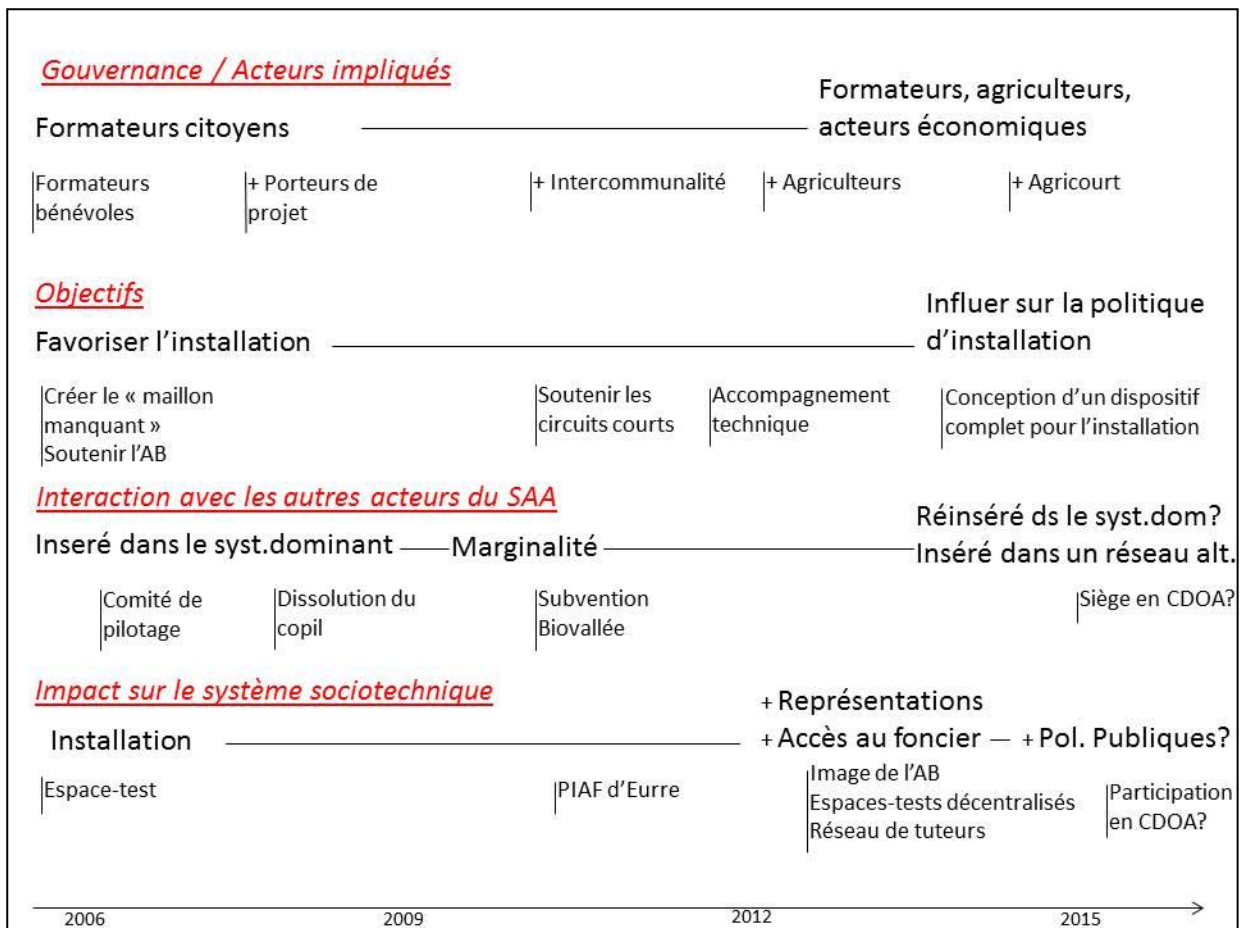 Gouvernance / Acteurs impliqués
Formateurs citoyens
Formateurs, agriculteurs,
acteurs économiques
Formateurs
bénévoles
+ Porteurs de
projet
+ Intercommunalité
+ Agriculteurs
+ Agricourt
Objectifs
Favoriser l'installation
Influer sur la politique
d'installation
Créer le « maillon
manquant »
Soutenir l'AB
Soutenir les
circuits courts
Accompagnement
technique
Conception d'un dispositif
complet pour l'installation
Interaction avec les autres acteurs du SAA
Inseré dans le syst.dominant
Marginalité
Réinséré ds le syst.dom?
Inséré dans un réseau alt.
Comité de
pilotage
Dissolution du
copil
Subvention
Biovallée
Siège en CDOA?
Impact sur le système sociotechnique
Installation
+ Représentations
+ Accès au foncier
+ Pol. Publiques?
Espace-test
PIAF d'Eurre
Image de l'AB
Espaces-tests décentralisés
Réseau de tuteurs
Participation
en CDOA?
2006
2009
2012
2015